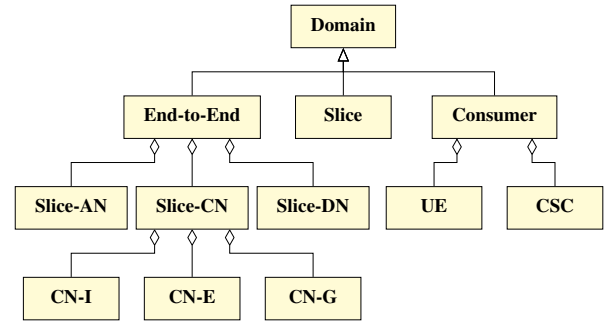 Domain
End-to-End
Slice
Consumer
Slice-AN
Slice-CN
Slice-DN
UE
CSC
CN-I
CN-E
CN-G